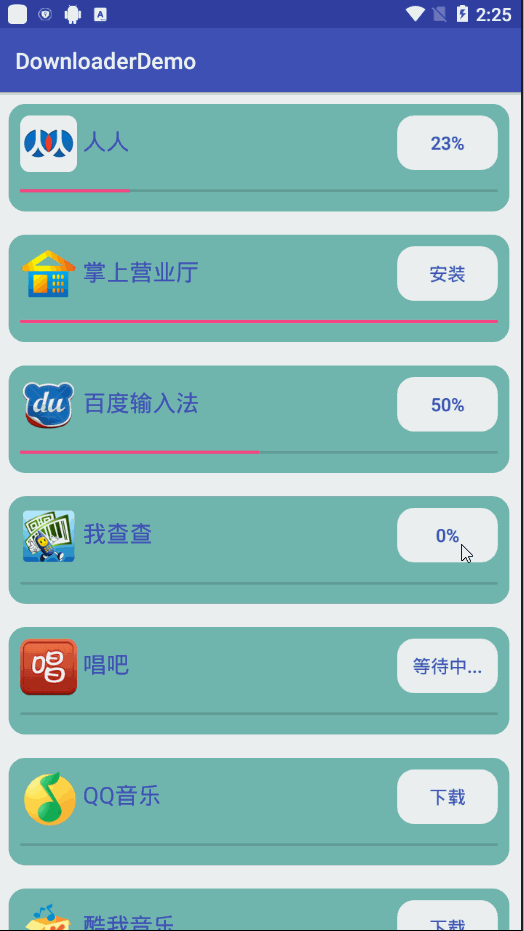 2:25
DownloaderDemo
人人
23%
掌上营业厅
安装
du
百度输入法
50%
我查查
0%
唱
唱吧
等待中...
QQ音乐
下载
酷我音乐
下载